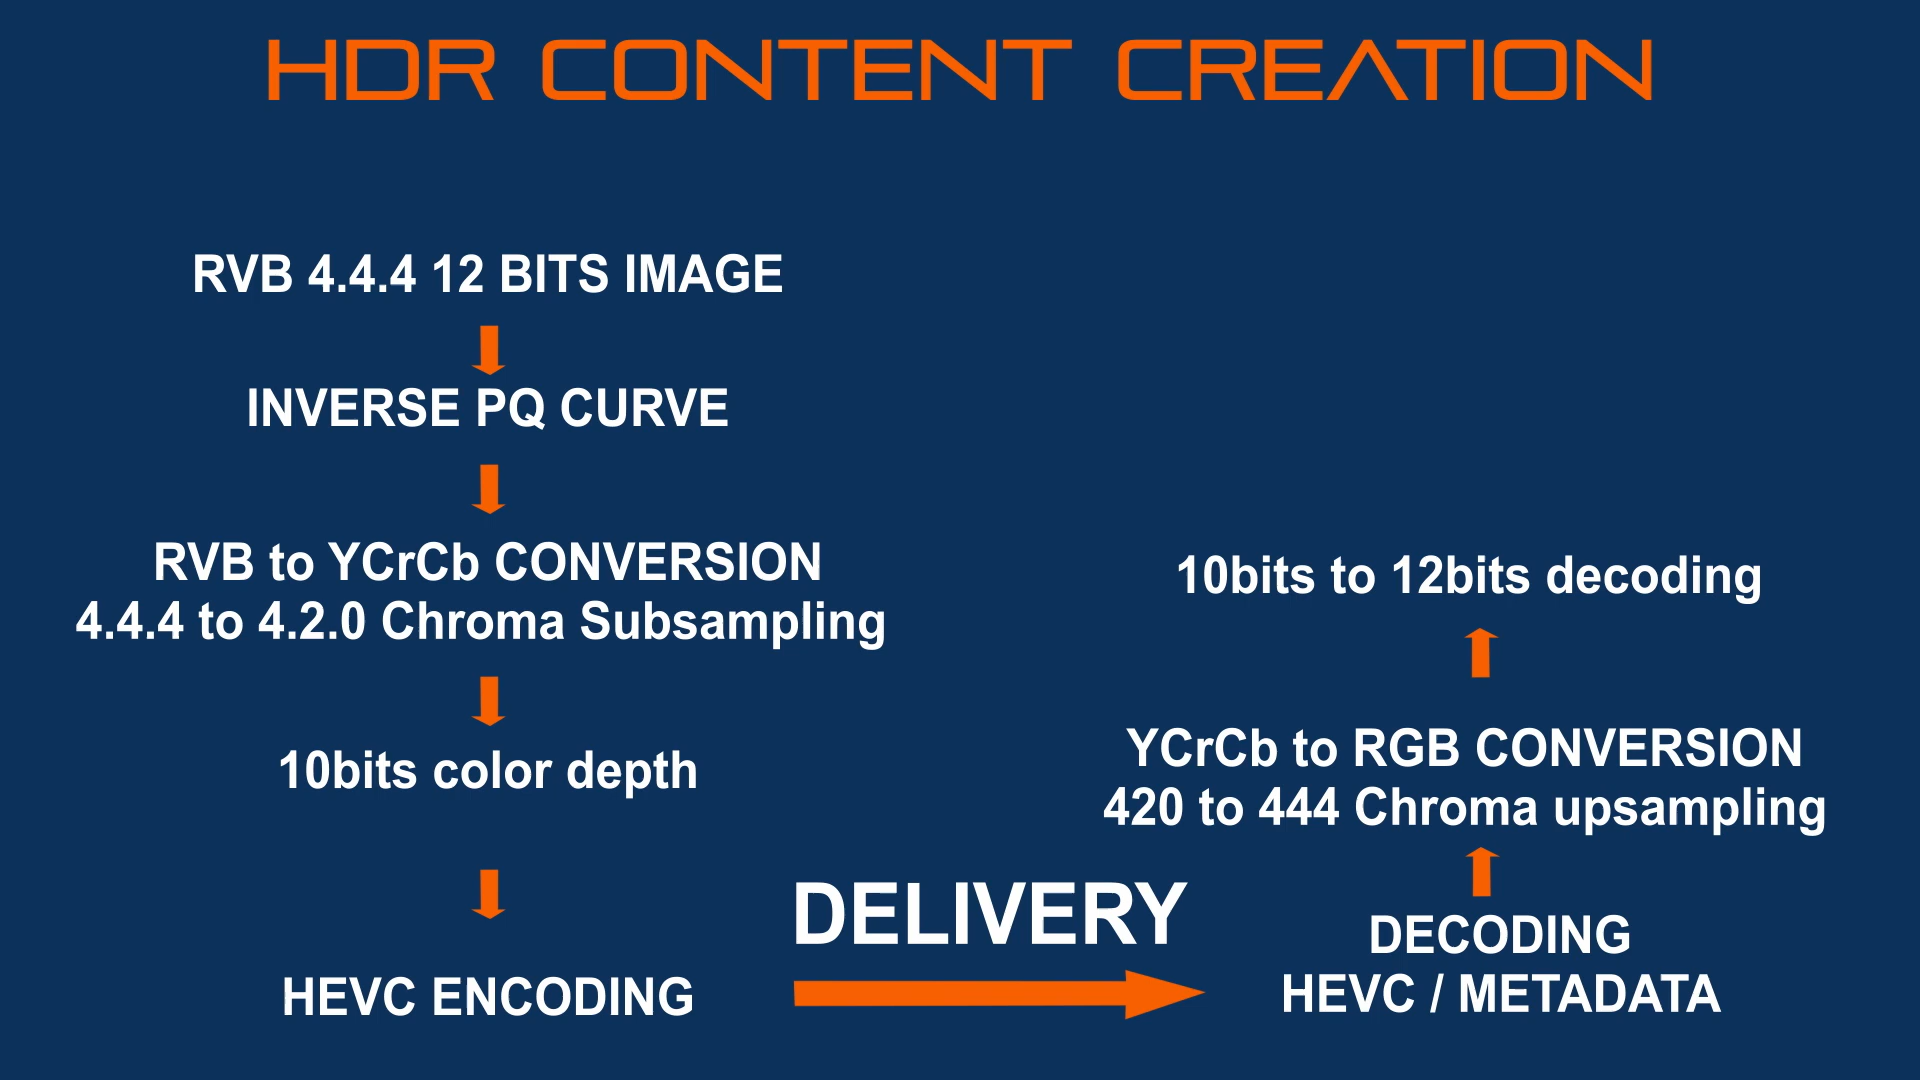 HDR CONTENT CREATION
RVB 4.4.4 12 BITS IMAGE
INVERSE PQ CURVE
RVB to YCrCb CONVERSION
4.4.4 to 4.2.0 Chroma Subsampling
10bits color depth
HEVC ENCODING
DELIVERY
DECODING
HEVC / METADATA
YCrCb to RGB CONVERSION
420 to 444 Chroma upsampling
10bits to 12bits decoding